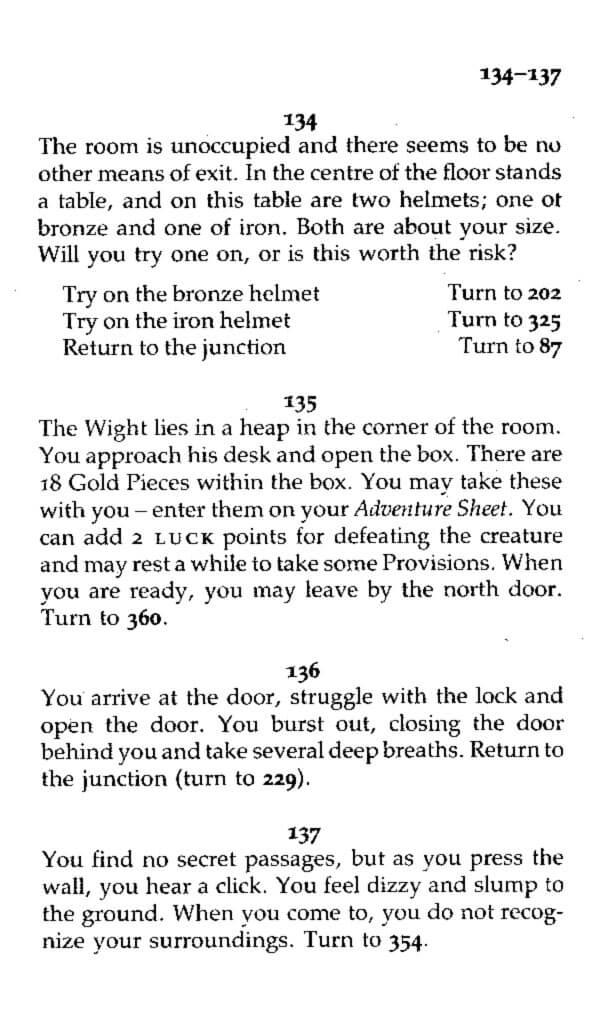 134–137
134
The room is unoccupied and there seems to be no
other means of exit. In the centre of the floor stands
a table, and on this table are two helmets; one of
bronze and one of iron. Both are about your size.
Will you try one on, or is this worth the risk?
Try on the bronze helmet Turn to 202
Try on the iron helmet Turn to 325
Return to the junction Turn to 87
135
The Wight lies in a heap in the corner of the room.
You approach his desk and open the box. There are
18 Gold Pieces within the box. You may take these
with you – enter them on your Adventure Sheet. You
can add 2 LUCK points for defeating the creature
and may rest a while to take some Provisions. When
you are ready, you may leave by the north door.
Turn to 360.
136
You arrive at the door, struggle with the lock and
open the door. You burst out, closing the door
behind you and take several deep breaths. Return to
the junction (turn to 229).
137
You find no secret passages, but as you press the
wall, you hear a click. You feel dizzy and slump to
the ground. When you come to, you do not recog-
nize your surroundings. Turn to 354.